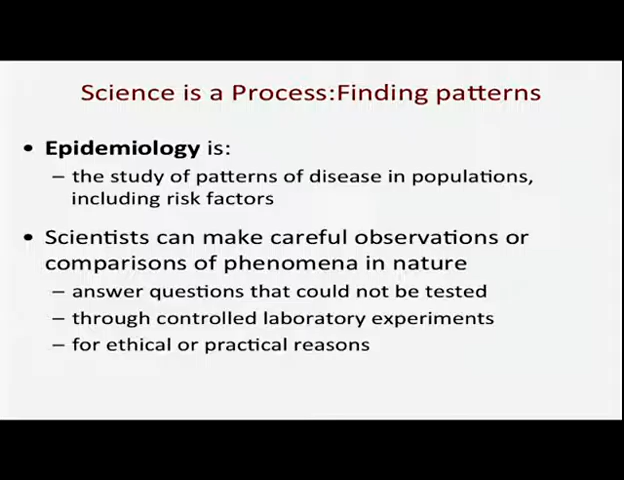 Science is a Process:Finding patterns
• Epidemiology is:
– the study of patterns of disease in populations,
including risk factors
• Scientists can make careful observations or
comparisons of phenomena in nature
– answer questions that could not be tested
– through controlled laboratory experiments
– for ethical or practical reasons